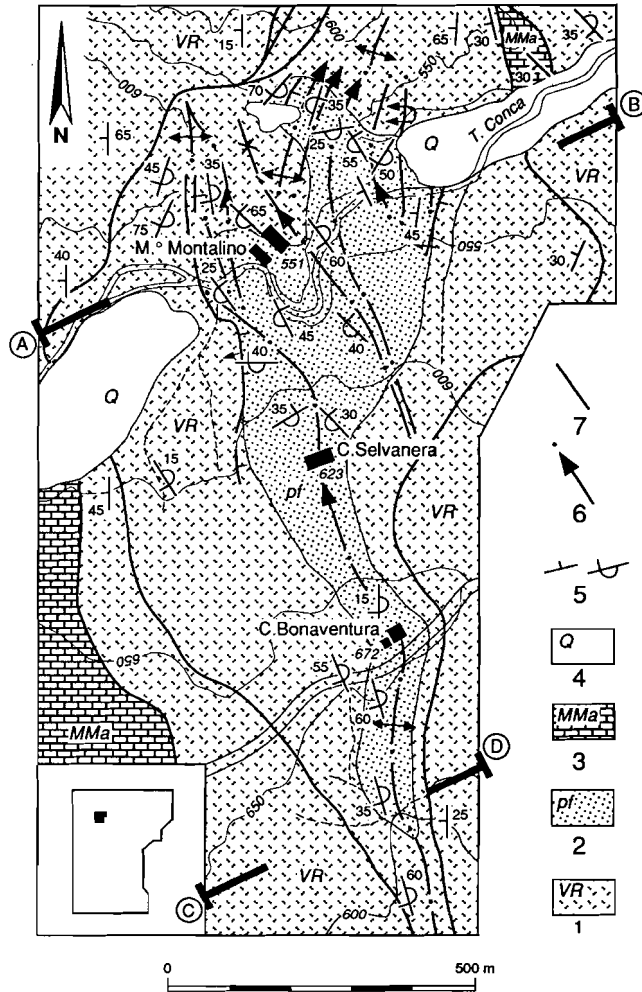 VR
15
600
65
30
MMa
35
550
30
B
600
70
35
Q
T. Conca
65
25
55
50
45
35
VR
45
550
75
65
M.° Montalino
551
60
30
40
25
A
45
40
600
40
Q
VR
35
30
C.Selvanera
623
15
45
pf
VR
VR
15
C.Bonaventura
672
650
55
MMa
60
D
650
35
25
C
VR
60
600
N
7
6
5
Q
4
MMa
3
pf
2
VR
1
0
500 m